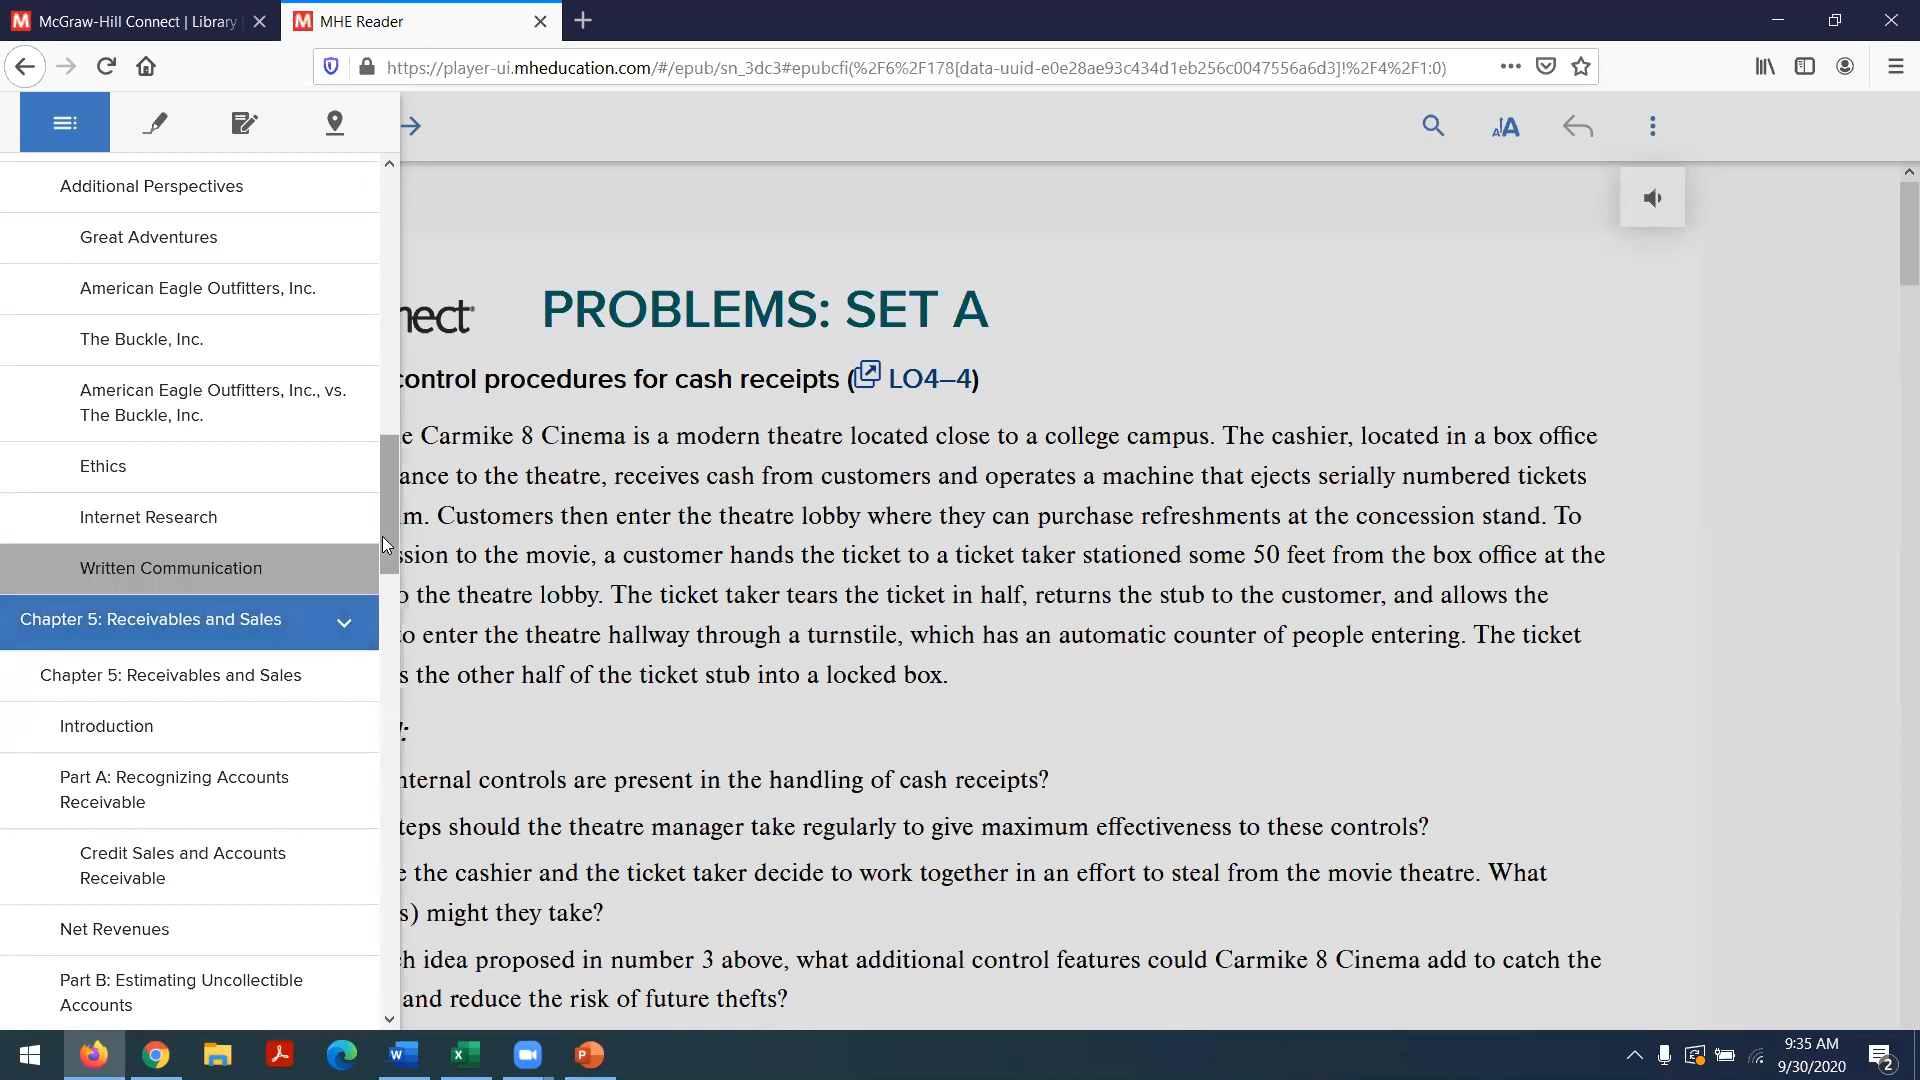 McGraw-Hill Connect | Library
MHE Reader
https://player-ui.mheducation.com/#/epub/sn_3dc3#epubcfi(%2F6%2F178[data-uuid-e0e28ae93c434d1eb256c0047556a6d3]!%2F4%2F1:0)
Additional Perspectives
Great Adventures
American Eagle Outfitters, Inc.
The Buckle, Inc.
American Eagle Outfitters, Inc., vs.
The Buckle, Inc.
Ethics
Internet Research
Written Communication
Chapter 5: Receivables and Sales
Chapter 5: Receivables and Sales
Introduction
Part A: Recognizing Accounts
Receivable
Credit Sales and Accounts
Receivable
Net Revenues
Part B: Estimating Uncollectible
Accounts
nect PROBLEMS: SET A
control procedures for cash receipts (LO4–4)
e Carmike 8 Cinema is a modern theatre located close to a college campus. The cashier, located in a box office
ance to the theatre, receives cash from customers and operates a machine that ejects serially numbered tickets
m. Customers then enter the theatre lobby where they can purchase refreshments at the concession stand. To
ssion to the movie, a customer hands the ticket to a ticket taker stationed some 50 feet from the box office at the
o the theatre lobby. The ticket taker tears the ticket in half, returns the stub to the customer, and allows the
to enter the theatre hallway through a turnstile, which has an automatic counter of people entering. The ticket
s the other half of the ticket stub into a locked box.
:
nternal controls are present in the handling of cash receipts?
teps should the theatre manager take regularly to give maximum effectiveness to these controls?
e the cashier and the ticket taker decide to work together in an effort to steal from the movie theatre. What
s) might they take?
ch idea proposed in number 3 above, what additional control features could Carmike 8 Cinema add to catch the
and reduce the risk of future thefts?
9:35 AM
9/30/2020
2